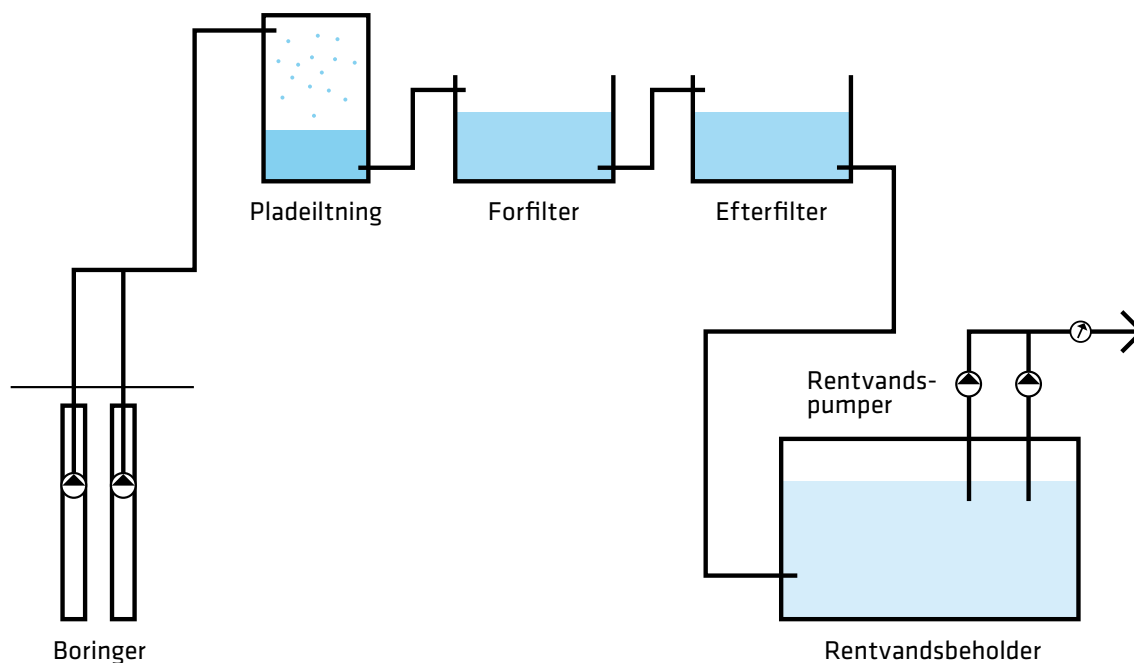 Pladeiltning
Forfilter
Efterfilter
Rentvands-
pumper
Boringer
Rentvandsbeholder